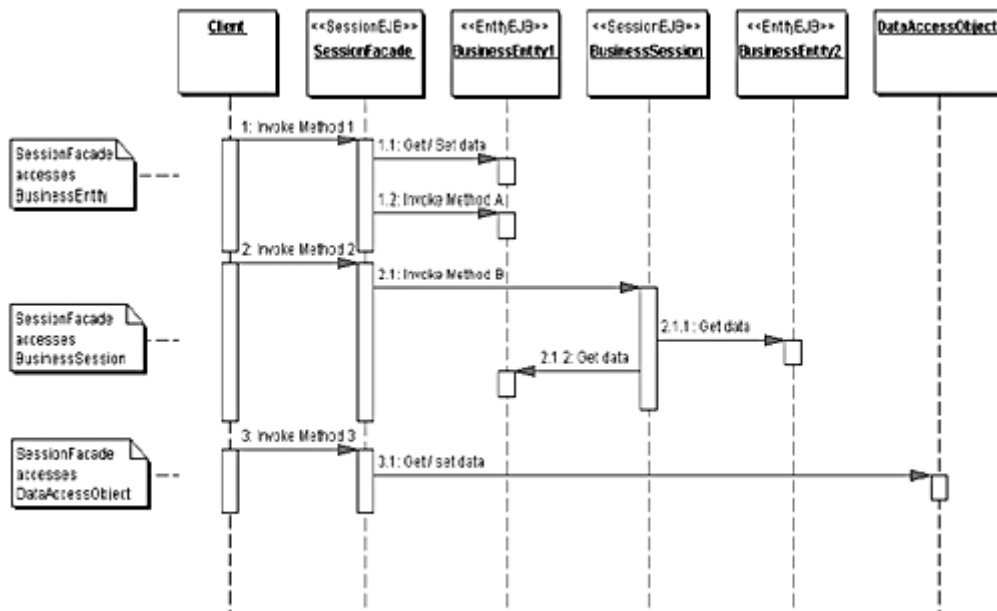 Client
<<SessionEJB>>
SessionFacade
<<EntityEJB>>
BusinessEntity1
<<SessionEJB>>
BusinessSession
<<EntityEJB>>
BusinessEntity2
DataAccessObject
SessionFacade
accesses
BusinessEntity
1: Invoke Method 1
1.1: Get / Set data
1.2: Invoke Method A
2: Invoke Method 2
2.1: Invoke Method B
SessionFacade
accesses
BusinessSession
2.1.1: Get data
2.1.2: Get data
3: Invoke Method 3
SessionFacade
accesses
DataAccessObject
3.1: Get / set data